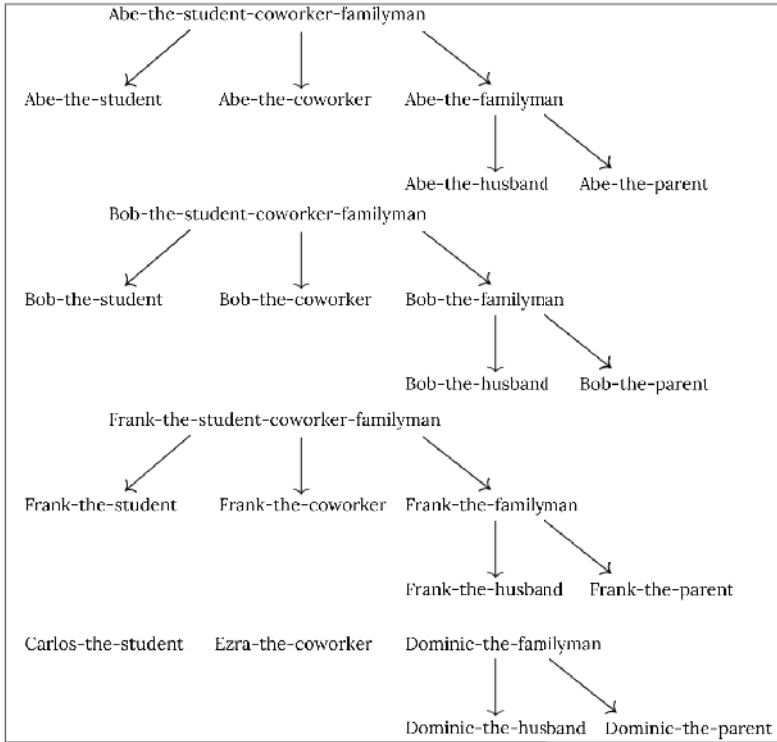 Abe-the-student-coworker-familyman
Abe-the-student Abe-the-coworker Abe-the-familyman
Abe-the-husband Abe-the-parent
Bob-the-student-coworker-familyman
Bob-the-student Bob-the-coworker Bob-the-familyman
Bob-the-husband Bob-the-parent
Frank-the-student-coworker-familyman
Frank-the-student Frank-the-coworker Frank-the-familyman
Frank-the-husband Frank-the-parent
Carlos-the-student Ezra-the-coworker Dominic-the-familyman
Dominic-the-husband Dominic-the-parent